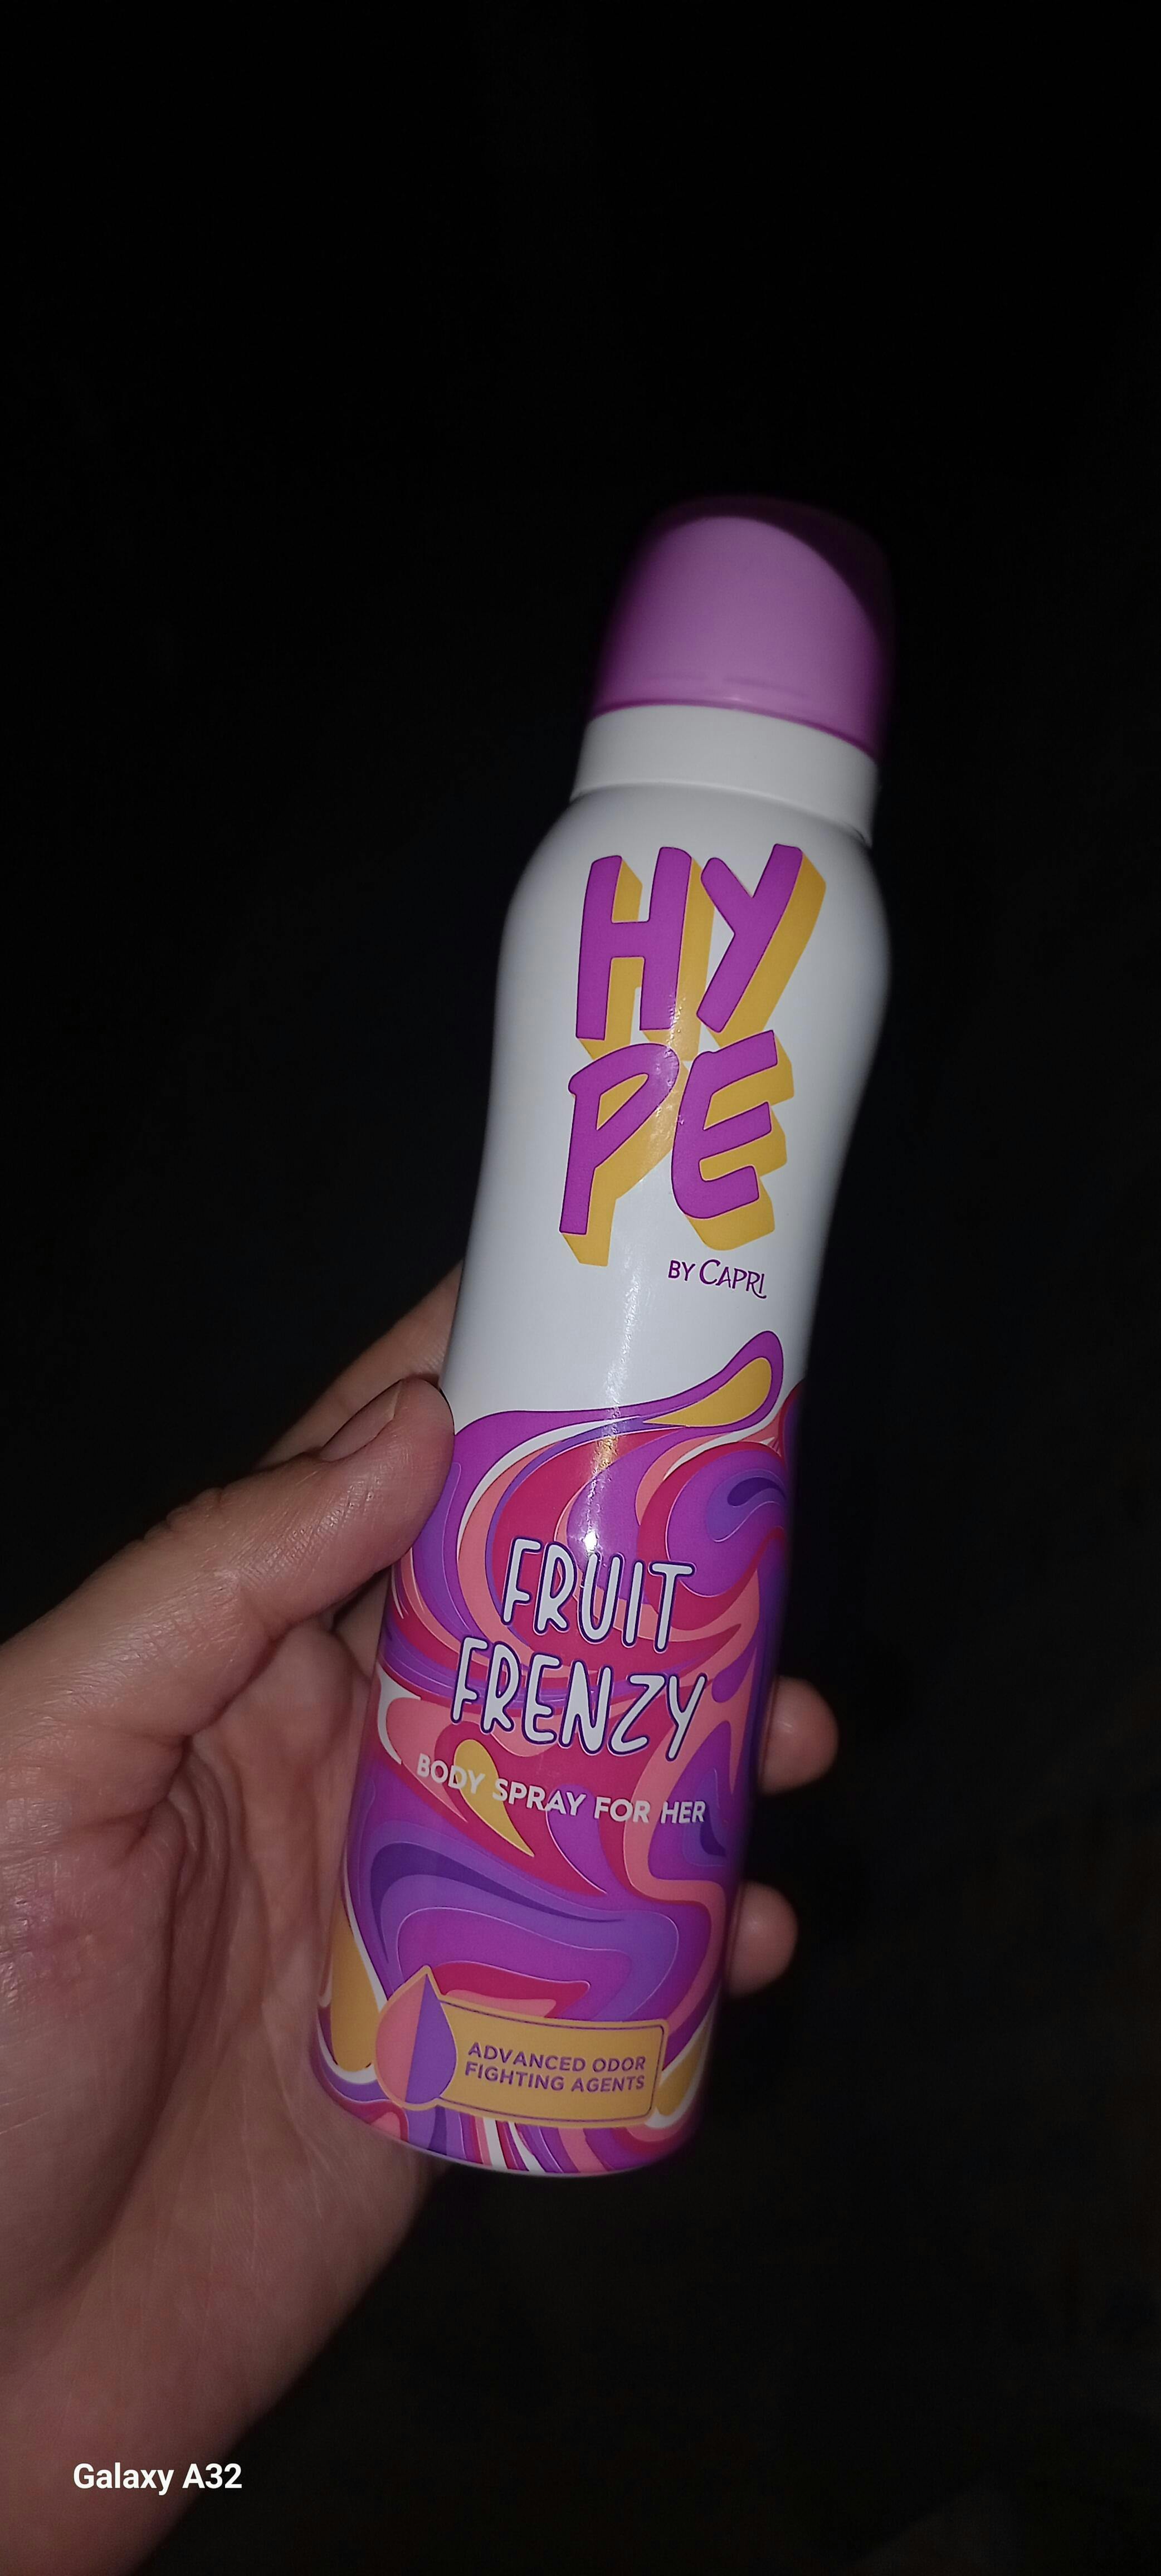 HY
PE
BY CAPRI
FRUIT
FRENZY
BODY SPRAY FOR HER
ADVANCED ODOR
FIGHTING AGENTS
Galaxy A32